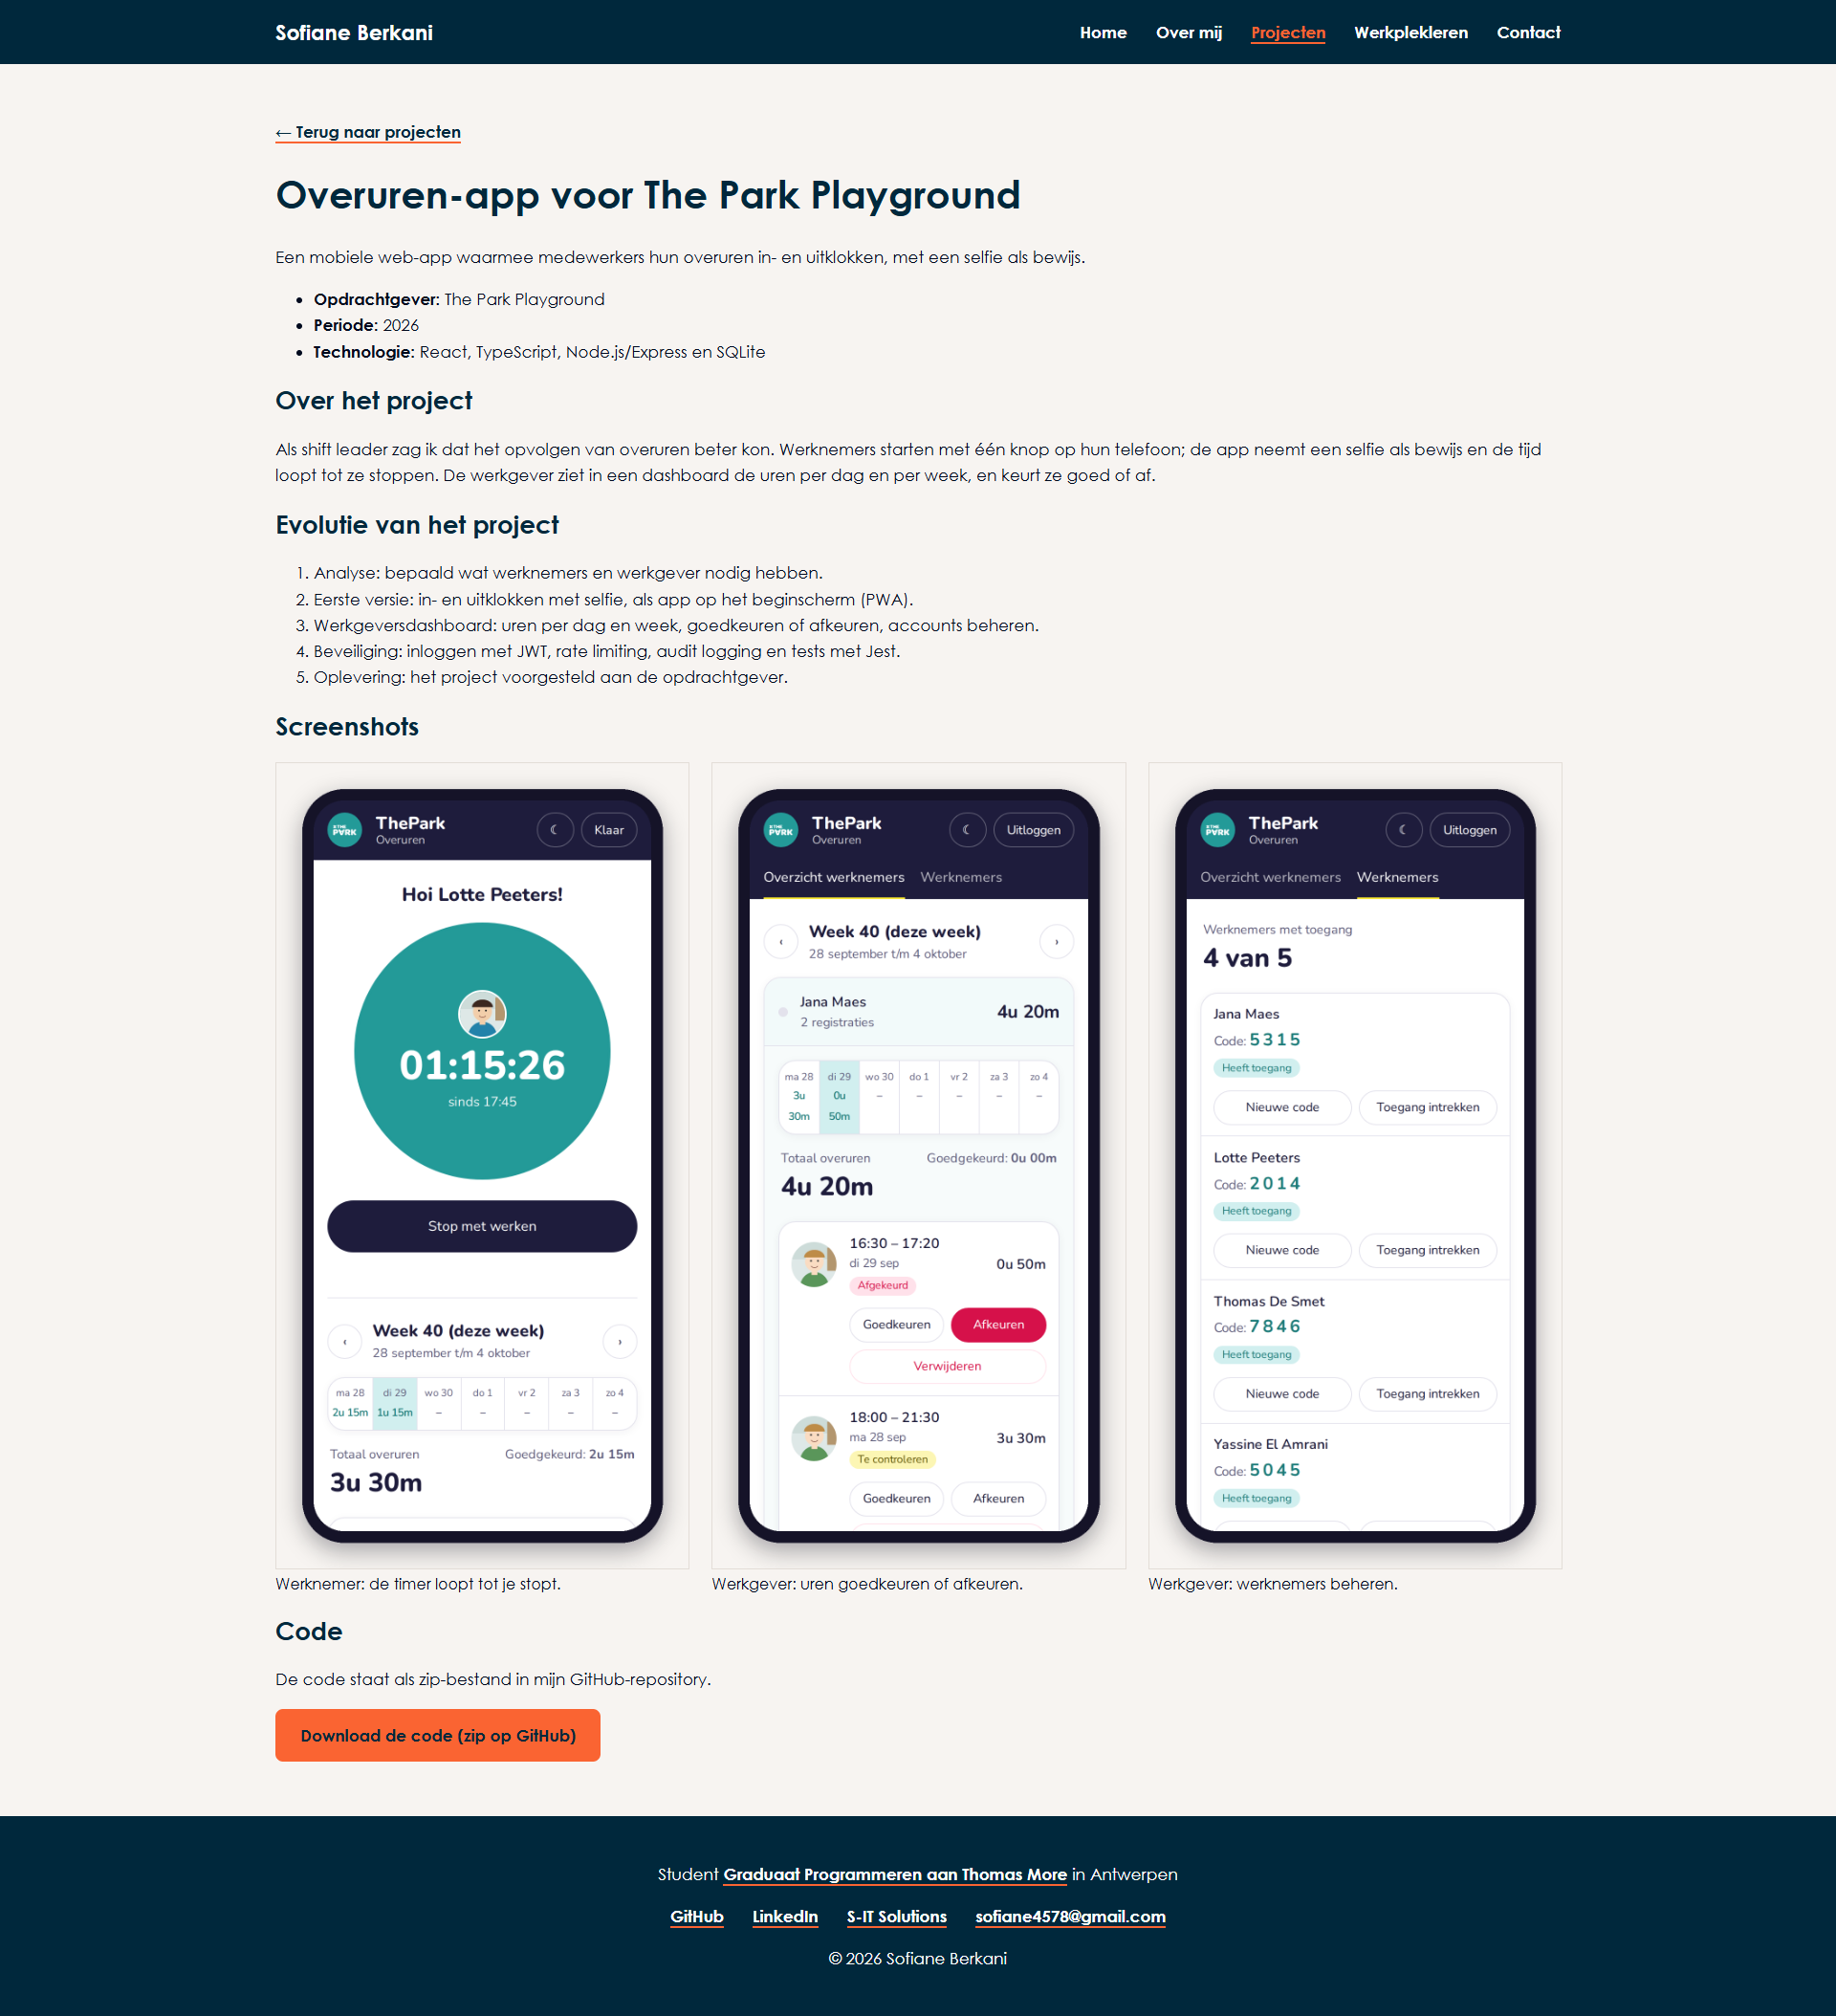 Sofiane Berkani
Home Over mij Projecten Werkplekleren Contact
← Terug naar projecten
Overuren-app voor The Park Playground
Een mobiele web-app waarmee medewerkers hun overuren in- en uitklokken, met een selfie als bewijs.
• Opdrachtgever: The Park Playground
• Periode: 2026
• Technologie: React, TypeScript, Node.js/Express en SQLite
Over het project
Als shift leader zag ik dat het opvolgen van overuren beter kon. Werknemers starten met één knop op hun telefoon; de app neemt een selfie als bewijs en de tijd
loopt tot ze stoppen. De werkgever ziet in een dashboard de uren per dag en per week, en keurt ze goed of af.
Evolutie van het project
1. Analyse: bepaald wat werknemers en werkgever nodig hebben.
2. Eerste versie: in- en uitklokken met selfie, als app op het beginscherm (PWA).
3. Werkgeversdashboard: uren per dag en week, goedkeuren of afkeuren, accounts beheren.
4. Beveiliging: inloggen met JWT, rate limiting, audit logging en tests met Jest.
5. Oplevering: het project voorgesteld aan de opdrachtgever.
Screenshots
THE PARK
ThePark
Overuren
Klaar
Hoi Lotte Peeters!
01:15:26
sinds 17:45
Stop met werken
‹ Week 40 (deze week) ›
28 september t/m 4 oktober
ma 28 di 29 wo 30 do 1 vr 2 za 3 zo 4
2u 15m 1u 15m – – – – –
Totaal overuren Goedgekeurd: 2u 15m
3u 30m
Werknemer: de timer loopt tot je stopt.
THE PARK
ThePark
Overuren
Uitloggen
Overzicht werknemers Werknemers
‹ Week 40 (deze week) ›
28 september t/m 4 oktober
Jana Maes
2 registraties
4u 20m
ma 28 di 29 wo 30 do 1 vr 2 za 3 zo 4
3u 0u – – – – –
30m 50m
Totaal overuren Goedgekeurd: 0u 00m
4u 20m
16:30 – 17:20
di 29 sep
0u 50m
Afgekeurd
Goedkeuren Afkeuren
Verwijderen
18:00 – 21:30
ma 28 sep
3u 30m
Te controleren
Goedkeuren Afkeuren
Werkgever: uren goedkeuren of afkeuren.
THE PARK
ThePark
Overuren
Uitloggen
Overzicht werknemers Werknemers
Werknemers met toegang
4 van 5
Jana Maes
Code: 5315
Heeft toegang
Nieuwe code Toegang intrekken
Lotte Peeters
Code: 2014
Heeft toegang
Nieuwe code Toegang intrekken
Thomas De Smet
Code: 7846
Heeft toegang
Nieuwe code Toegang intrekken
Yassine El Amrani
Code: 5045
Heeft toegang
Werkgever: werknemers beheren.
Code
De code staat als zip-bestand in mijn GitHub-repository.
Download de code (zip op GitHub)
Student Graduaat Programmeren aan Thomas More in Antwerpen
GitHub LinkedIn S-IT Solutions sofiane4578@gmail.com
© 2026 Sofiane Berkani